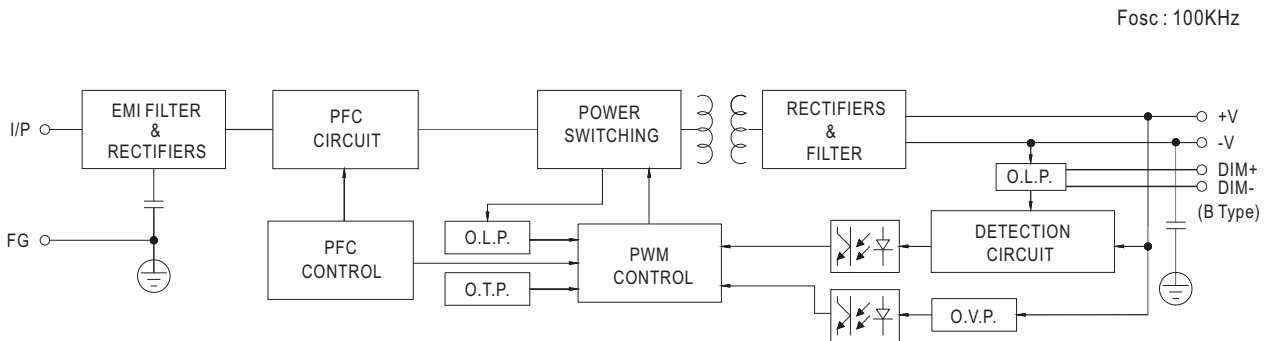 Fosc : 100KHz
I/P
EMI FILTER
&
RECTIFIERS
PFC
CIRCUIT
POWER
SWITCHING
RECTIFIERS
&
FILTER
+V
-V
O.L.P.
DIM+
DIM-
(B Type)
FG
PFC
CONTROL
O.L.P.
O.T.P.
PWM
CONTROL
DETECTION
CIRCUIT
O.V.P.